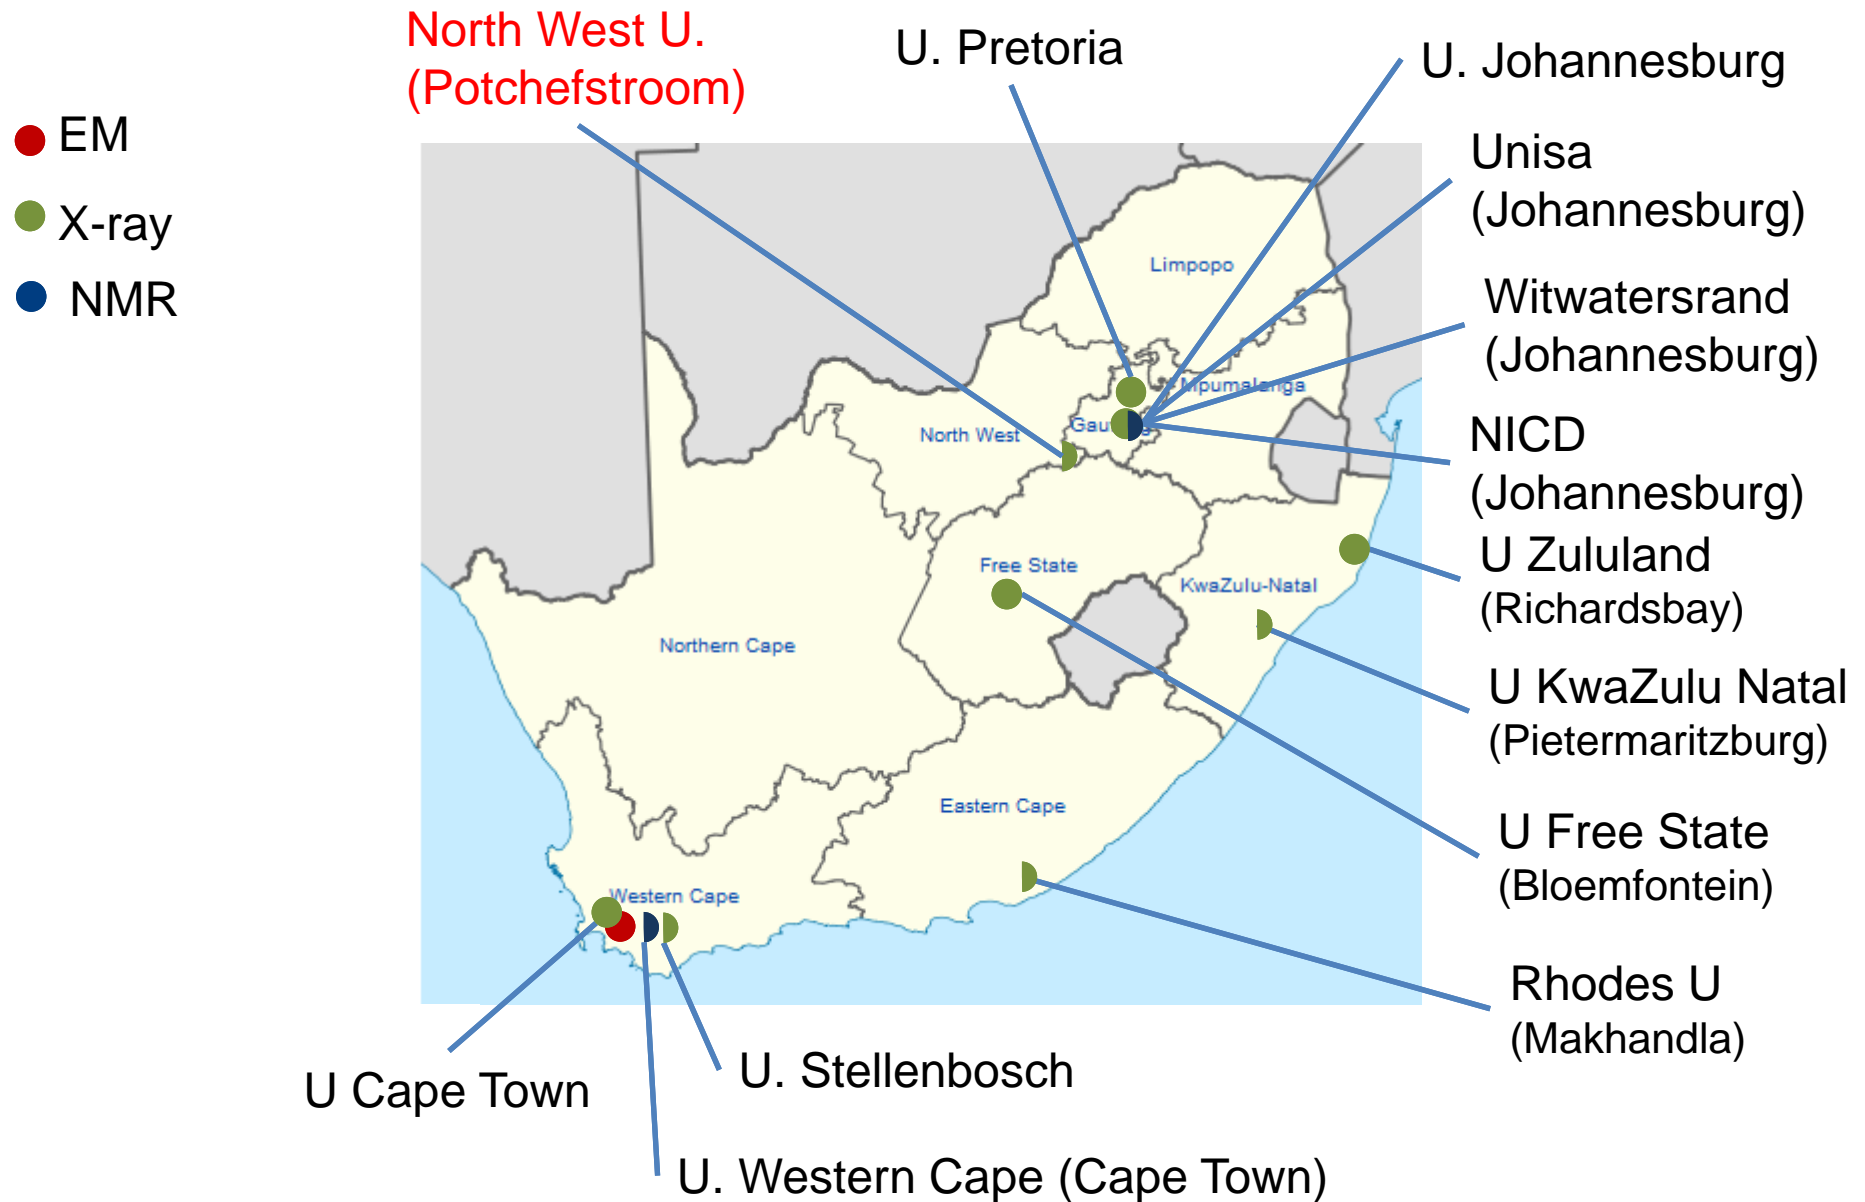 North West U.
(Potchefstroom)
U. Pretoria
U. Johannesburg
EM
X-ray
NMR
Unisa
(Johannesburg)
Witwatersrand
(Johannesburg)
NICD
(Johannesburg)
U Zululand
(Richardsbay)
U KwaZulu Natal
(Pietermaritzburg)
U Free State
(Bloemfontein)
Rhodes U
(Makhandla)
Limpopo
Mpumalanga
North West
Free State
KwaZulu-Natal
Northern Cape
Eastern Cape
Western Cape
U Cape Town
U. Stellenbosch
U. Western Cape (Cape Town)